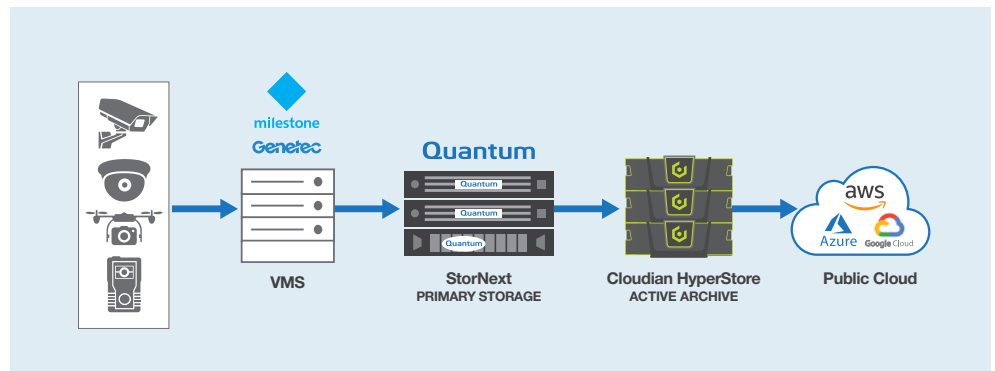 milestone
Genetec
VMS
Quantum
Quantum
Quantum
Quantum
StorNext
PRIMARY STORAGE
Cloudian HyperStore
ACTIVE ARCHIVE
aws
Azure
Google Cloud
Public Cloud